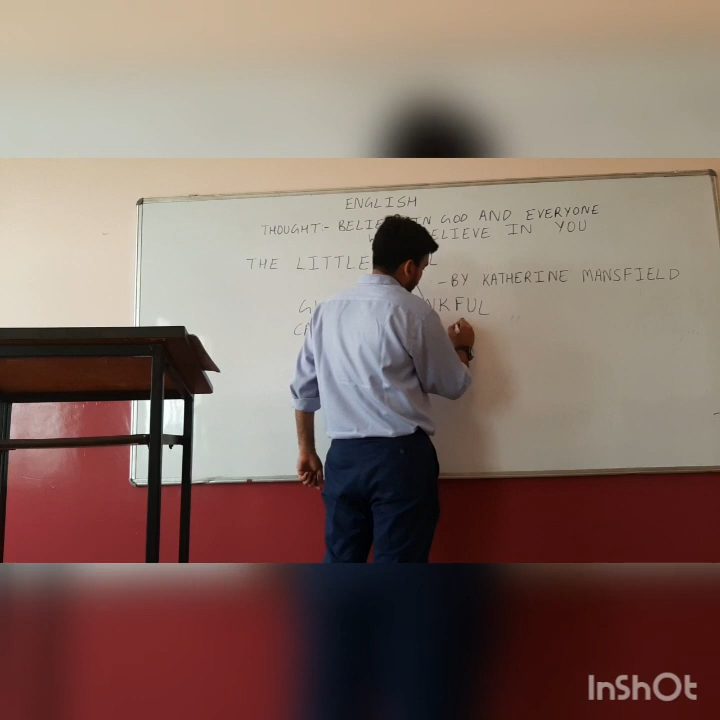 ENGLISH
THOUGHT:- BELIE IN GOD AND EVERYONE
ELIEVE IN YOU
THE LITTLE
- BY KATHERINE MANSFIELD
NKFUL
InShOt